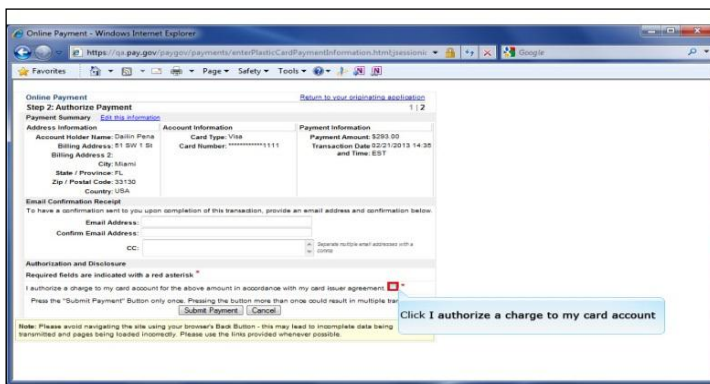 Online Payment - Windows Internet Explorer
https://qa.pay.gov/paygov/payments/enterPlasticCardPaymentInformation.html;jsessionic
Google
Favorites
Page Safety Tools
Online Payment Return to your originating application
Step 2: Authorize Payment 1 | 2
Payment Summary Edit this information
Address Information Account Information Payment Information
Account Holder Name: Dailin Pena Card Type: Visa Payment Amount: $293.00
Billing Address: 51 SW 1 St Card Number: ************1111 Transaction Date 02/21/2013 14:38
Billing Address 2: and Time: EST
City: Miami
State / Province: FL
Zip / Postal Code: 33130
Country: USA
Email Confirmation Receipt
To have a confirmation sent to you upon completion of this transaction, provide an email address and confirmation below.
Email Address:
Confirm Email Address:
CC: Separate multiple email addresses with a comma
Authorization and Disclosure
Required fields are indicated with a red asterisk *
I authorize a charge to my card account for the above amount in accordance with my card issuer agreement. *
Press the "Submit Payment" Button only once. Pressing the button more than once could result in multiple
Submit Payment Cancel
Click I authorize a charge to my card account
Note: Please avoid navigating the site using your browser's Back Button - this may lead to incomplete data being
transmitted and pages being loaded incorrectly. Please use the links provided whenever possible.